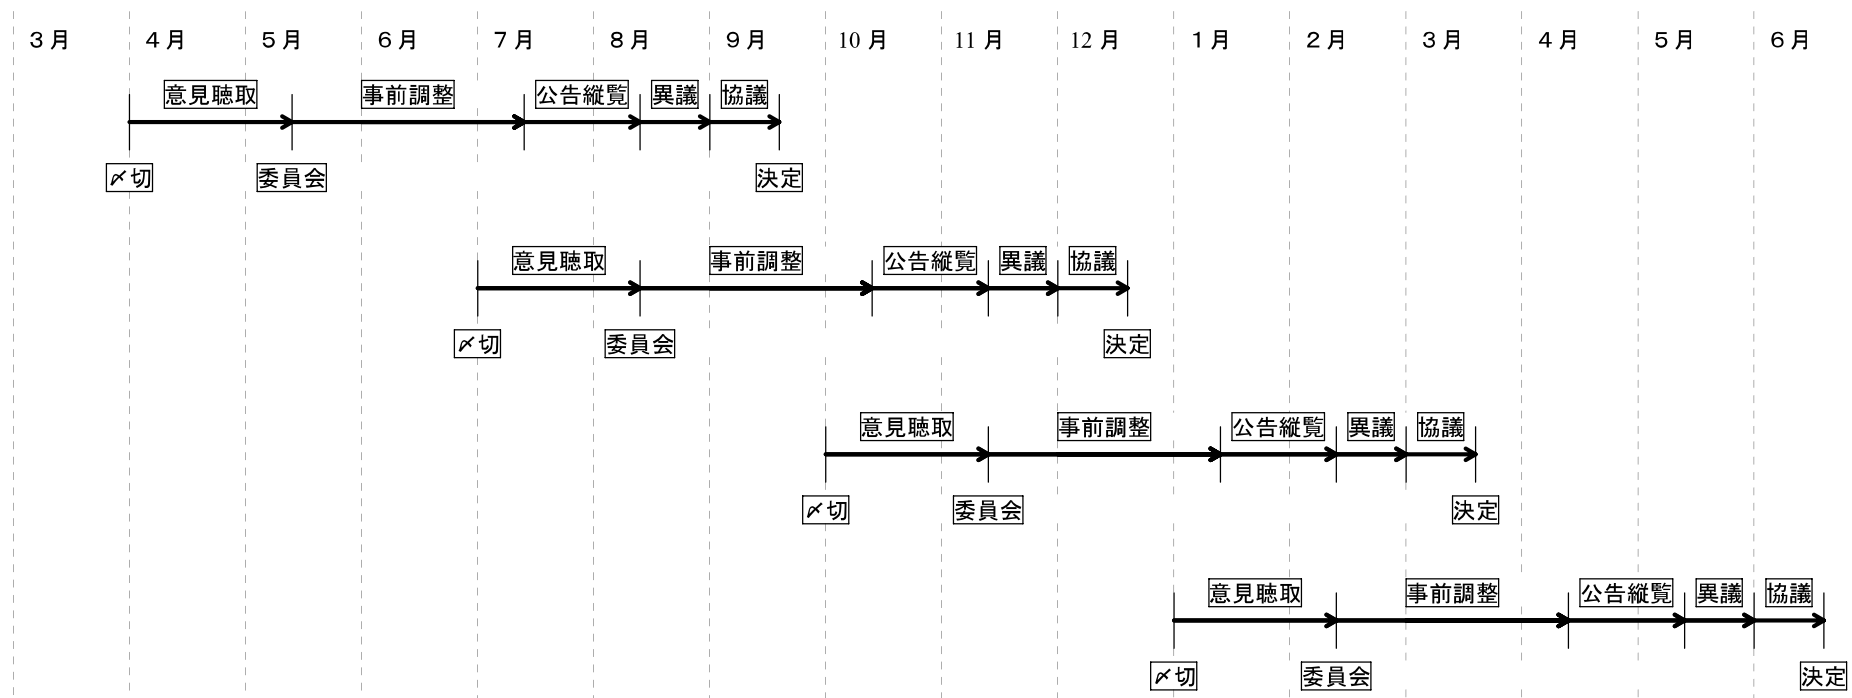 ３月 ４月 ５月 ６月 ７月 ８月 ９月 10月 11月 12月 １月 ２月 ３月 ４月 ５月 ６月
意見聴取 事前調整 公告縦覧 異議 協議
〆切 委員会 決定
意見聴取 事前調整 公告縦覧 異議 協議
〆切 委員会 決定
意見聴取 事前調整 公告縦覧 異議 協議
〆切 委員会 決定
意見聴取 事前調整 公告縦覧 異議 協議
〆切 委員会 決定